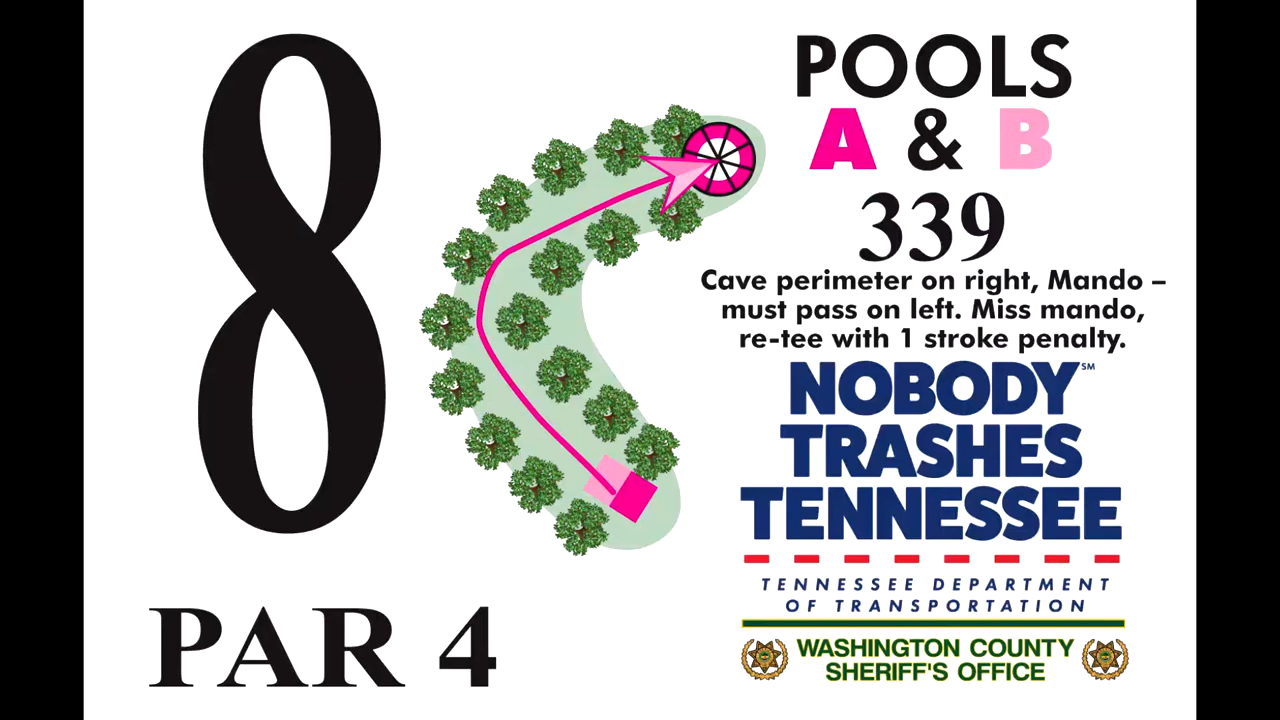 8
PAR 4
POOLS
A & B
339
Cave perimeter on right, Mando –
must pass on left. Miss mando,
re-tee with 1 stroke penalty.
NOBODY℠
TRASHES
TENNESSEE
TENNESSEE DEPARTMENT
OF TRANSPORTATION
WASHINGTON COUNTY
SHERIFF'S OFFICE